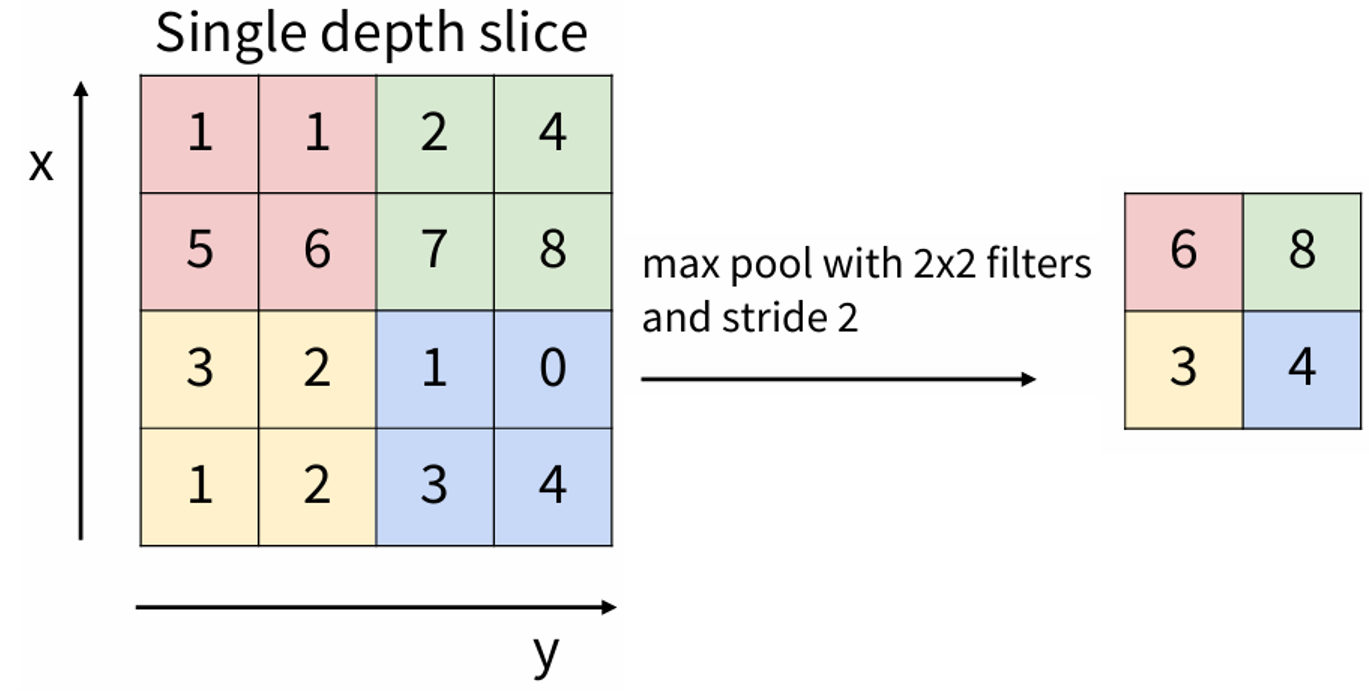 Single depth slice
x
1 1 2 4
5 6 7 8
3 2 1 0
1 2 3 4
y
max pool with 2x2 filters
and stride 2
6 8
3 4